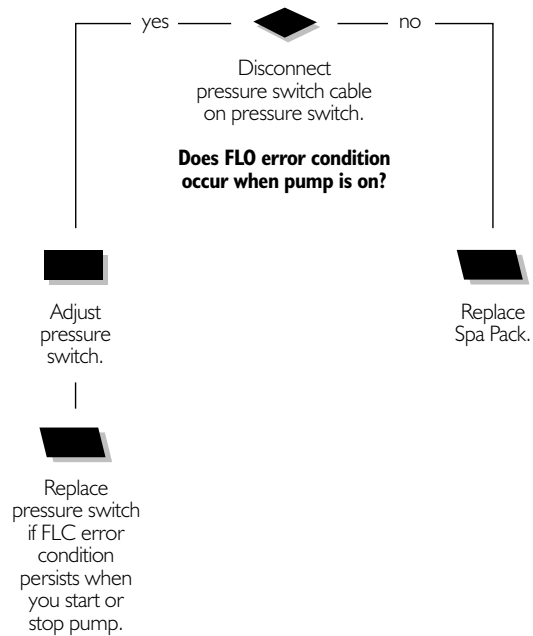 yes
no
Disconnect
pressure switch cable
on pressure switch.
Does FLO error condition
occur when pump is on?
Adjust
pressure
switch.
Replace
Spa Pack.
Replace
pressure switch
if FLC error
condition
persists when
you start or
stop pump.